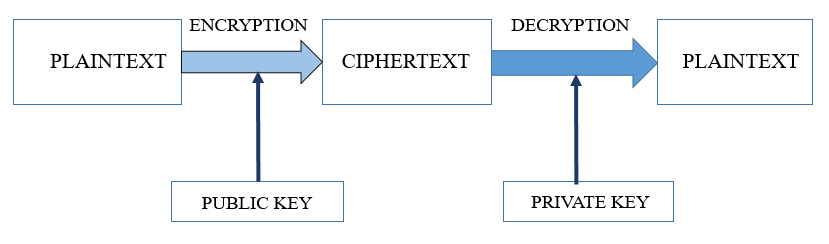 ENCRYPTION
DECRYPTION
PLAINTEXT
CIPHERTEXT
PLAINTEXT
PUBLIC KEY
PRIVATE KEY